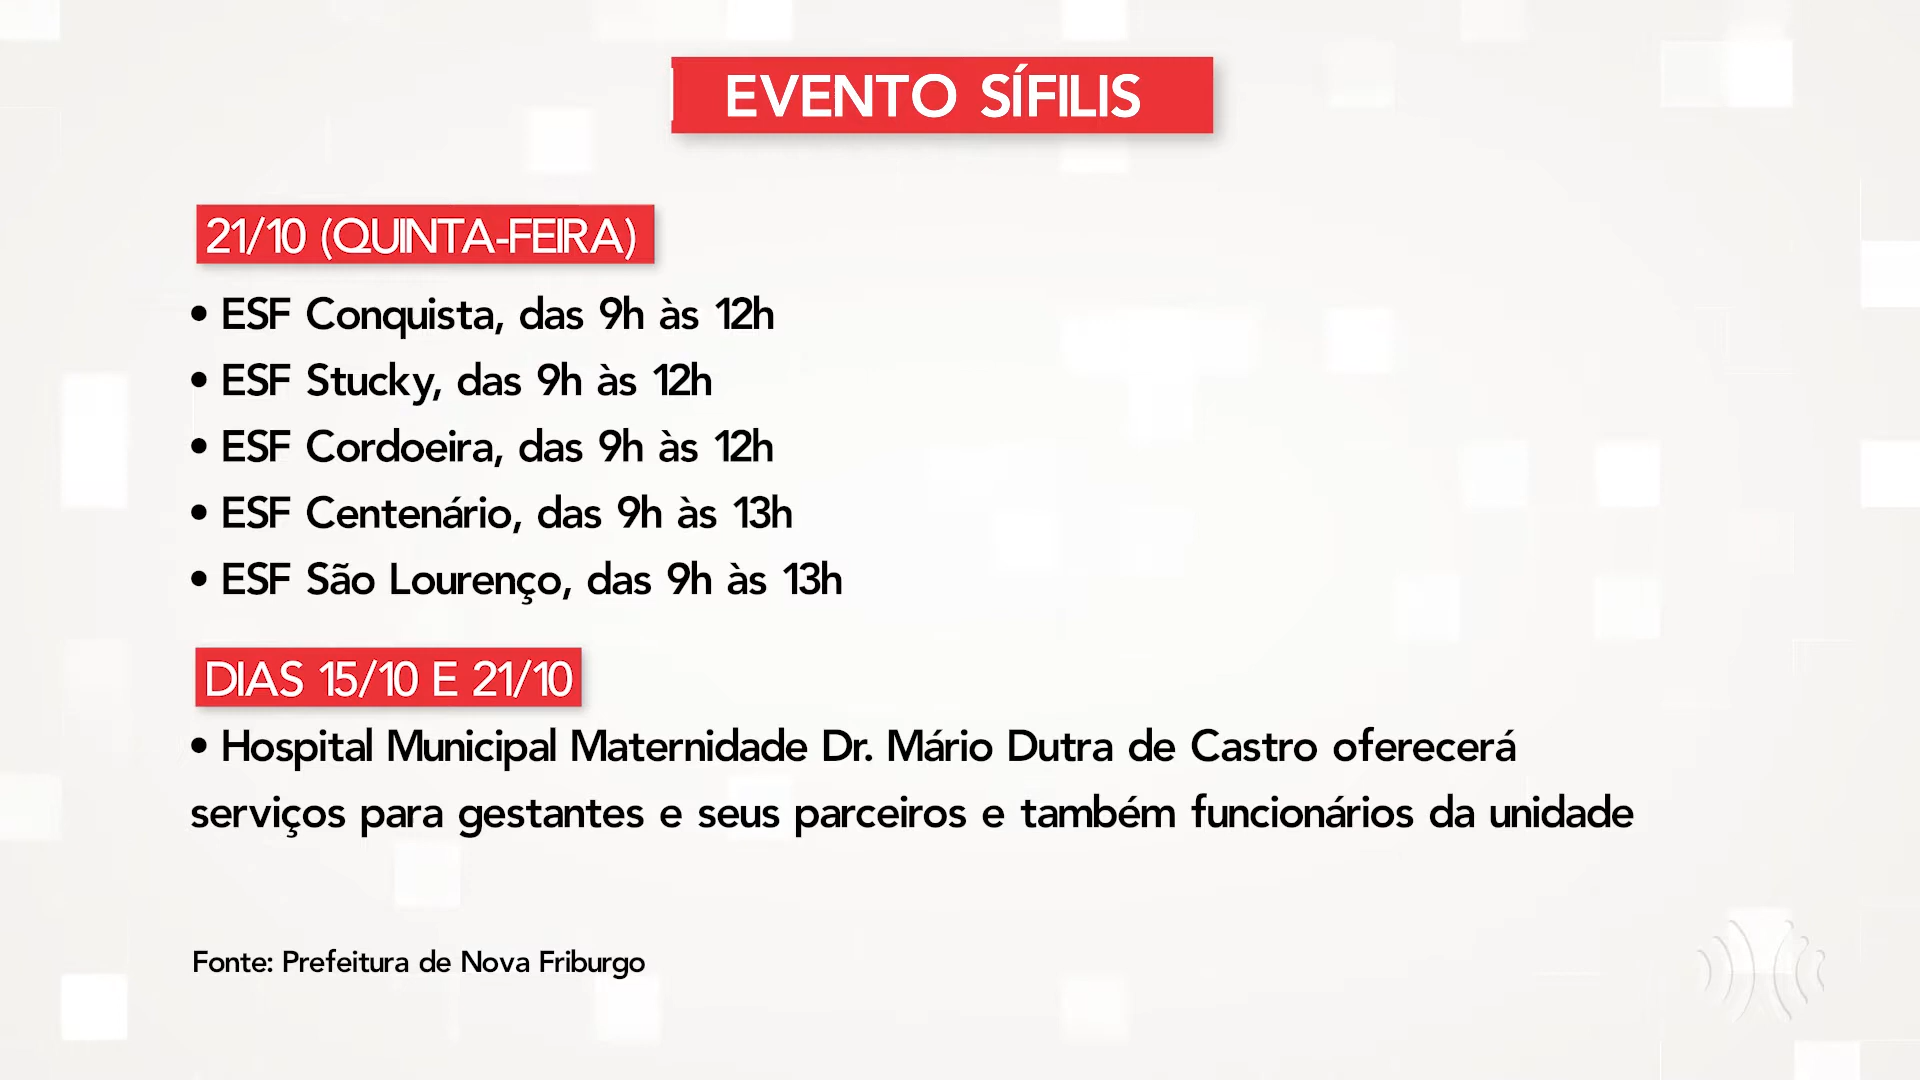 EVENTO SÍFILIS
21/10 (QUINTA-FEIRA)
• ESF Conquista, das 9h às 12h
• ESF Stucky, das 9h às 12h
• ESF Cordoeira, das 9h às 12h
• ESF Centenário, das 9h às 13h
• ESF São Lourenço, das 9h às 13h
DIAS 15/10 E 21/10
• Hospital Municipal Maternidade Dr. Mário Dutra de Castro oferecerá
serviços para gestantes e seus parceiros e também funcionários da unidade
Fonte: Prefeitura de Nova Friburgo